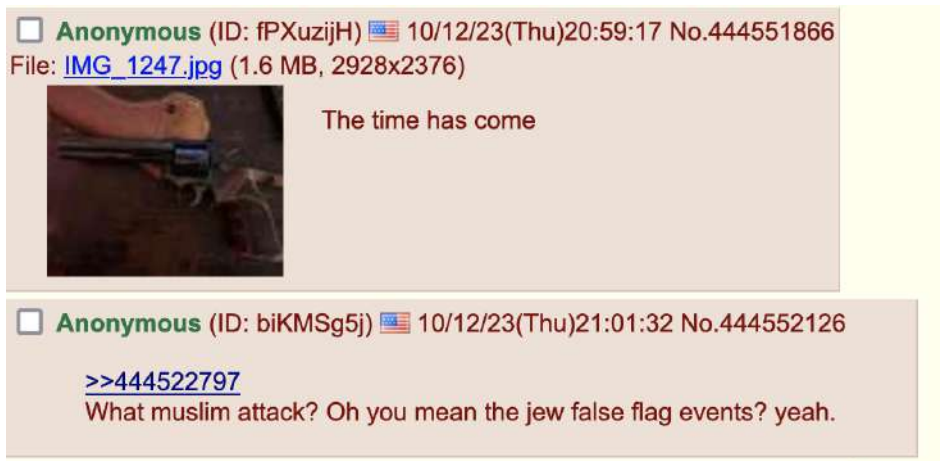 Anonymous (ID: fPXuzijH) 10/12/23(Thu)20:59:17 No.444551866
File: IMG_1247.jpg (1.6 MB, 2928x2376)
The time has come
Anonymous (ID: biKMSg5j) 10/12/23(Thu)21:01:32 No.444552126
>>444522797
What muslim attack? Oh you mean the jew false flag events? yeah.